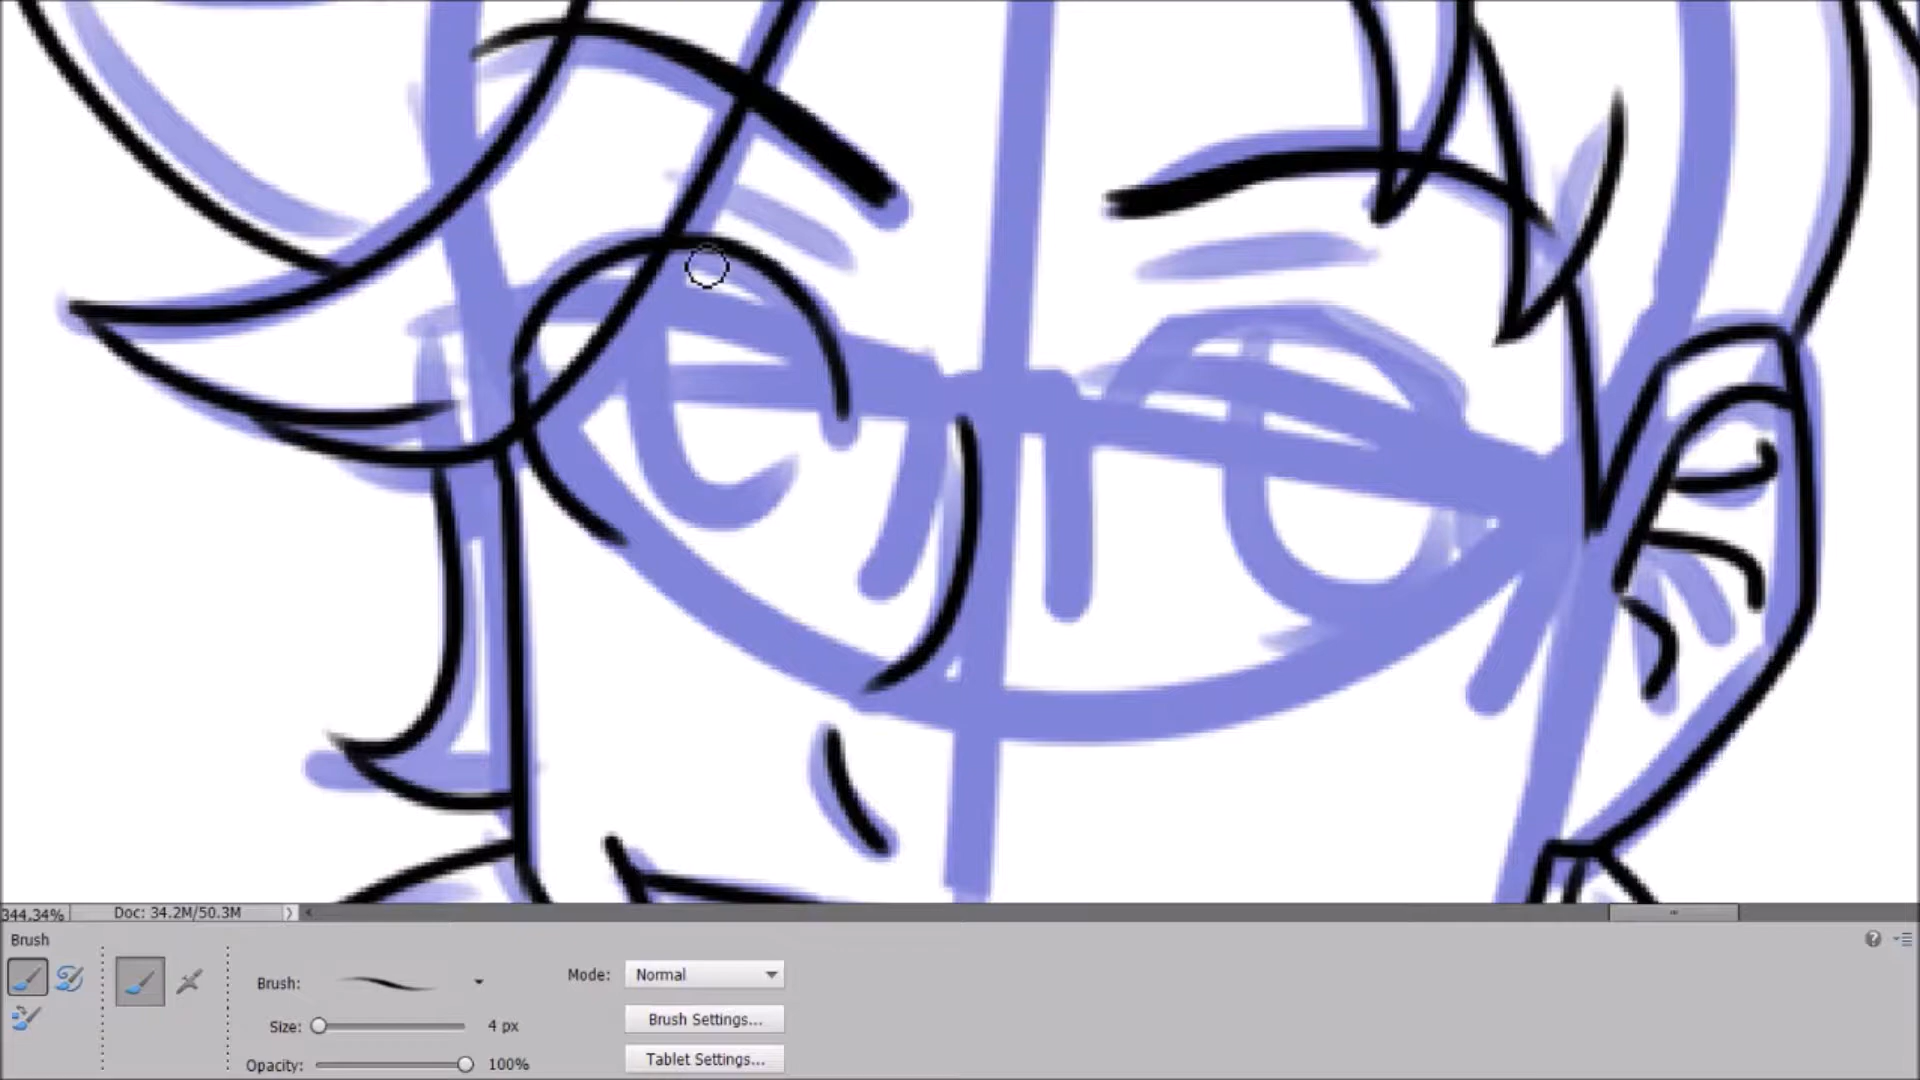 344.34%
Doc: 34.2M/50.3M
Brush
Brush:
Mode:
Normal
Size:
4 px
Brush Settings...
Tablet Settings...
Opacity:
100%